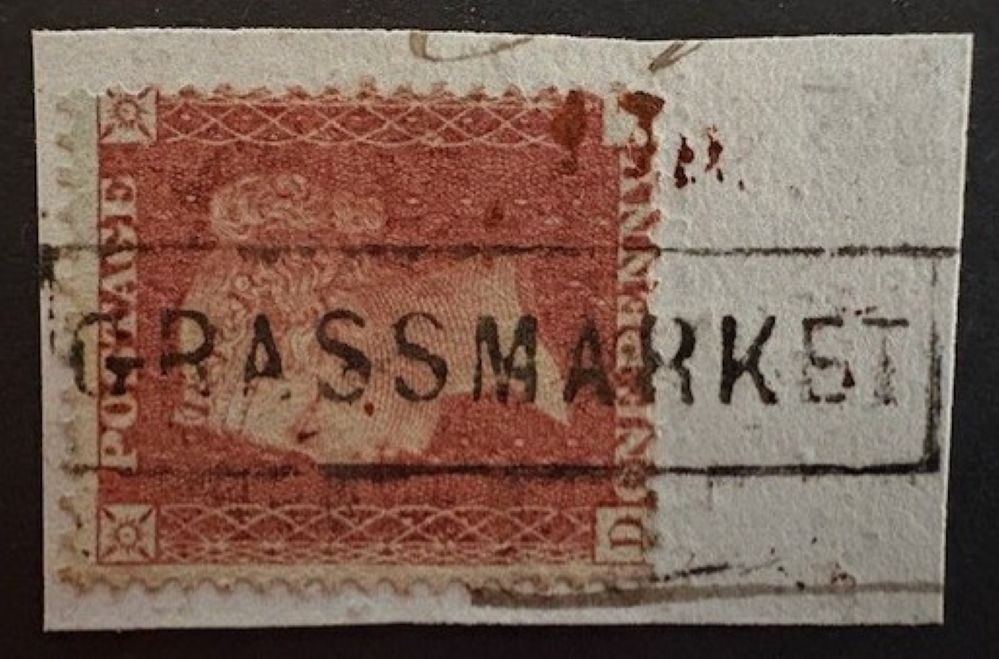 POSTAGE
GRASSMARKET
ONE PENNY
D